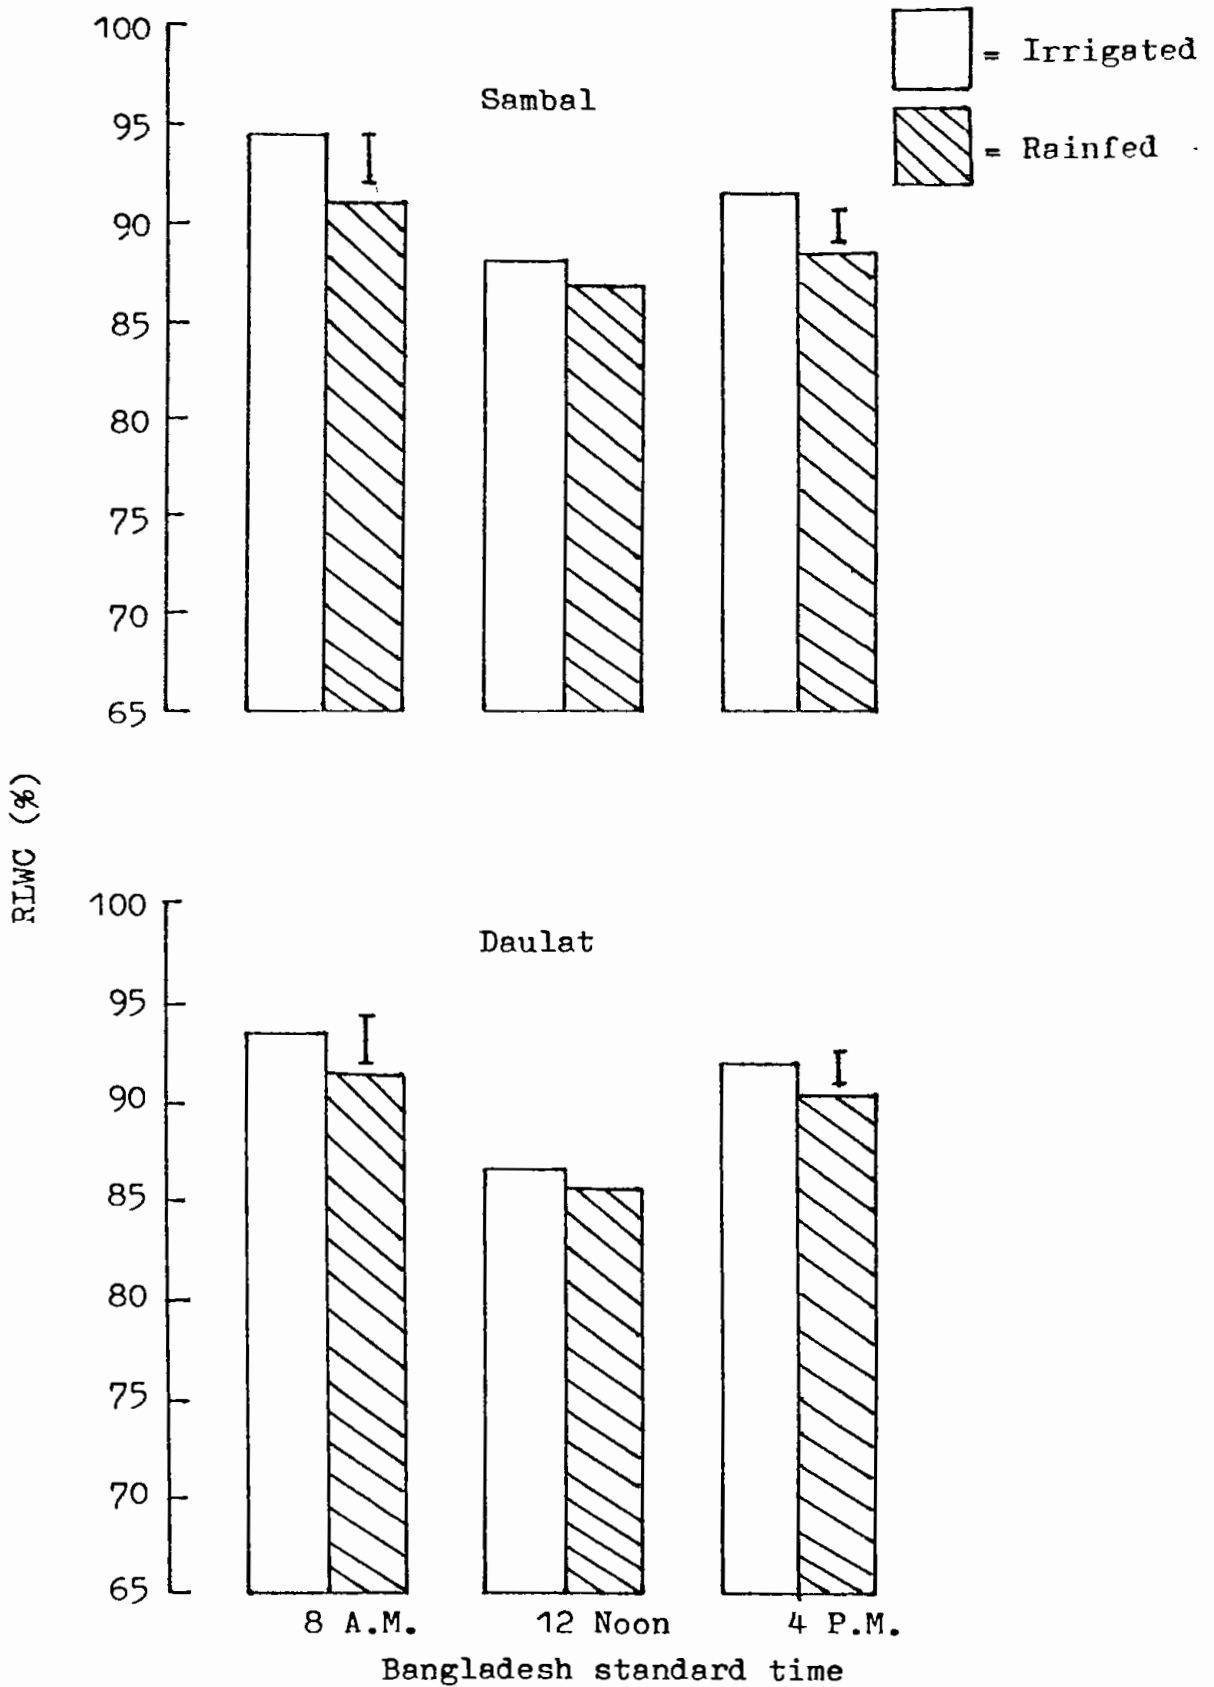 100
= Irrigated
Sambal
95
= Rainfed
90
85
80
75
70
65
RLWC (%)
100
Daulat
95
90
85
80
75
70
65
8 A.M. 12 Noon 4 P.M.
Bangladesh standard time